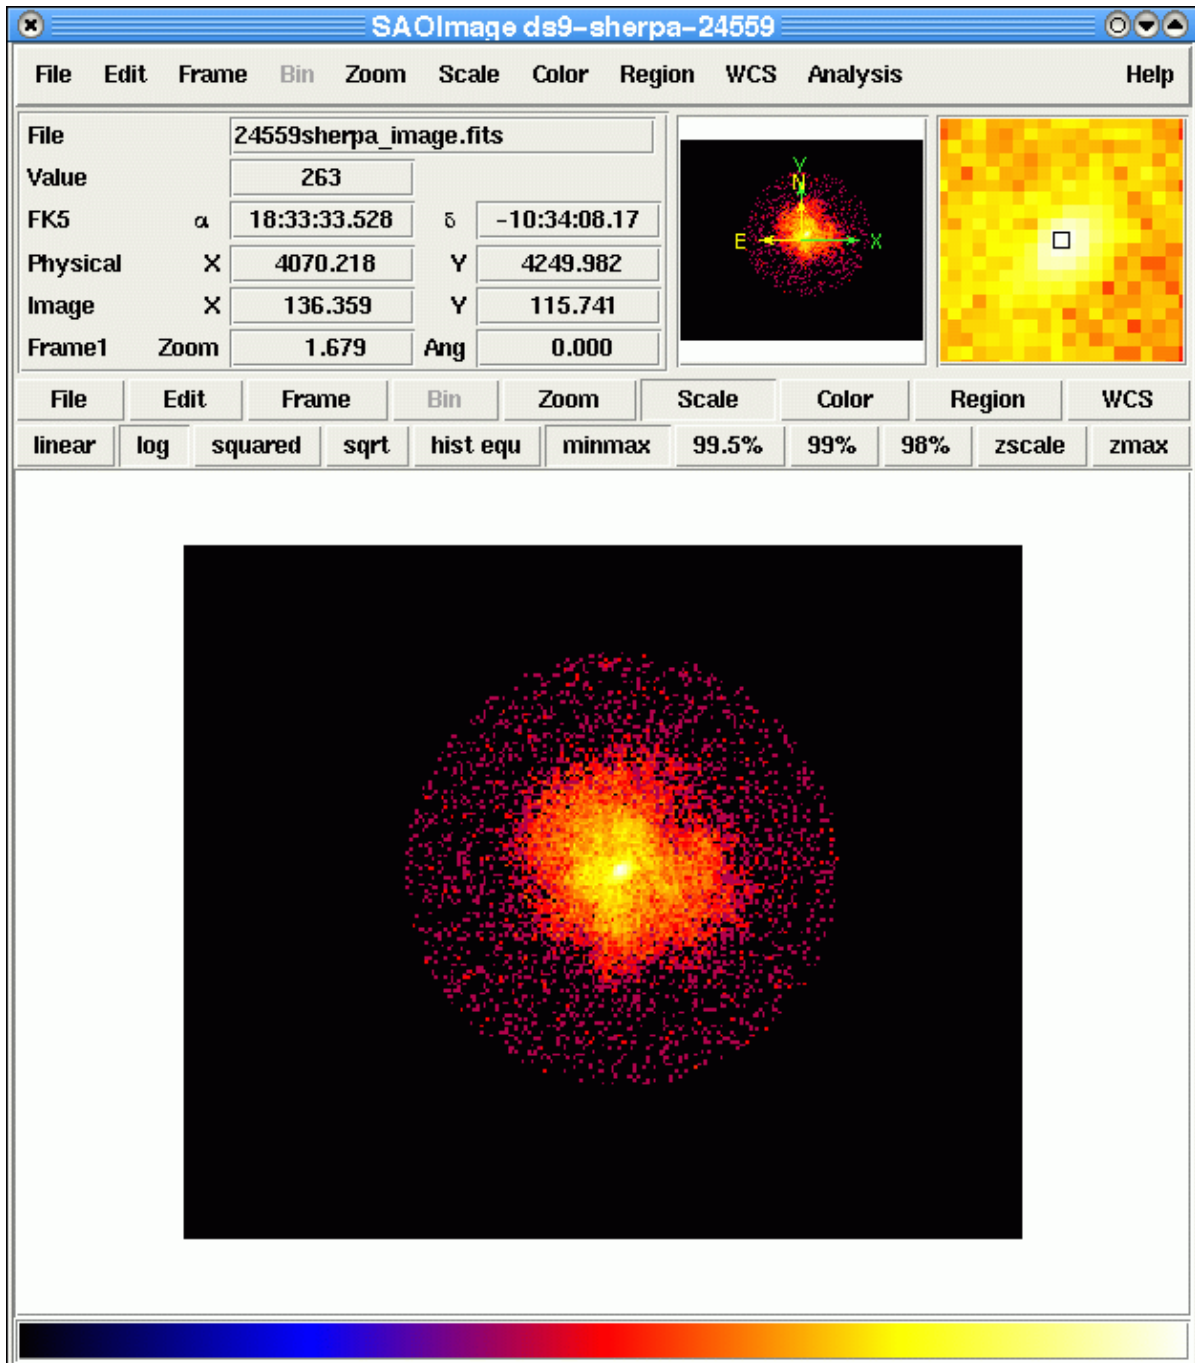 SAOImage ds9-sherpa-24559
File Edit Frame Bin Zoom Scale Color Region WCS Analysis Help
File 24559sherpa_image.fits
Value 263
FK5 α 18:33:33.528 δ -10:34:08.17
Physical X 4070.218 Y 4249.982
Image X 136.359 Y 115.741
Frame1 Zoom 1.679 Ang 0.000
Y
N
E X
File Edit Frame Bin Zoom Scale Color Region WCS
linear log squared sqrt hist equ minmax 99.5% 99% 98% zscale zmax